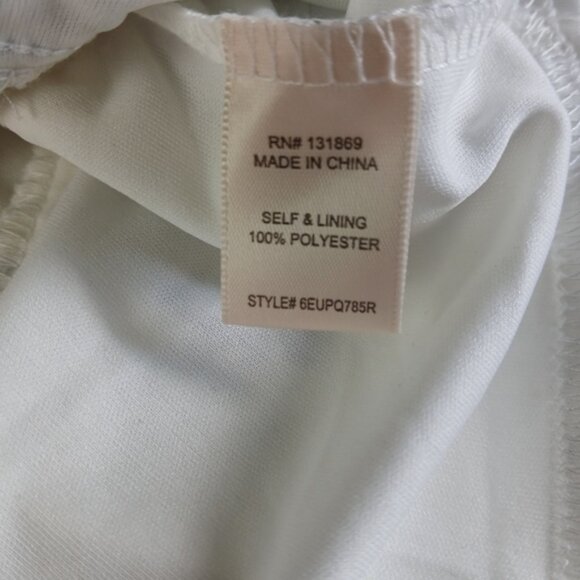 RN# 131869
MADE IN CHINA
SELF & LINING
100% POLYESTER
STYLE# 6EUPQ785R